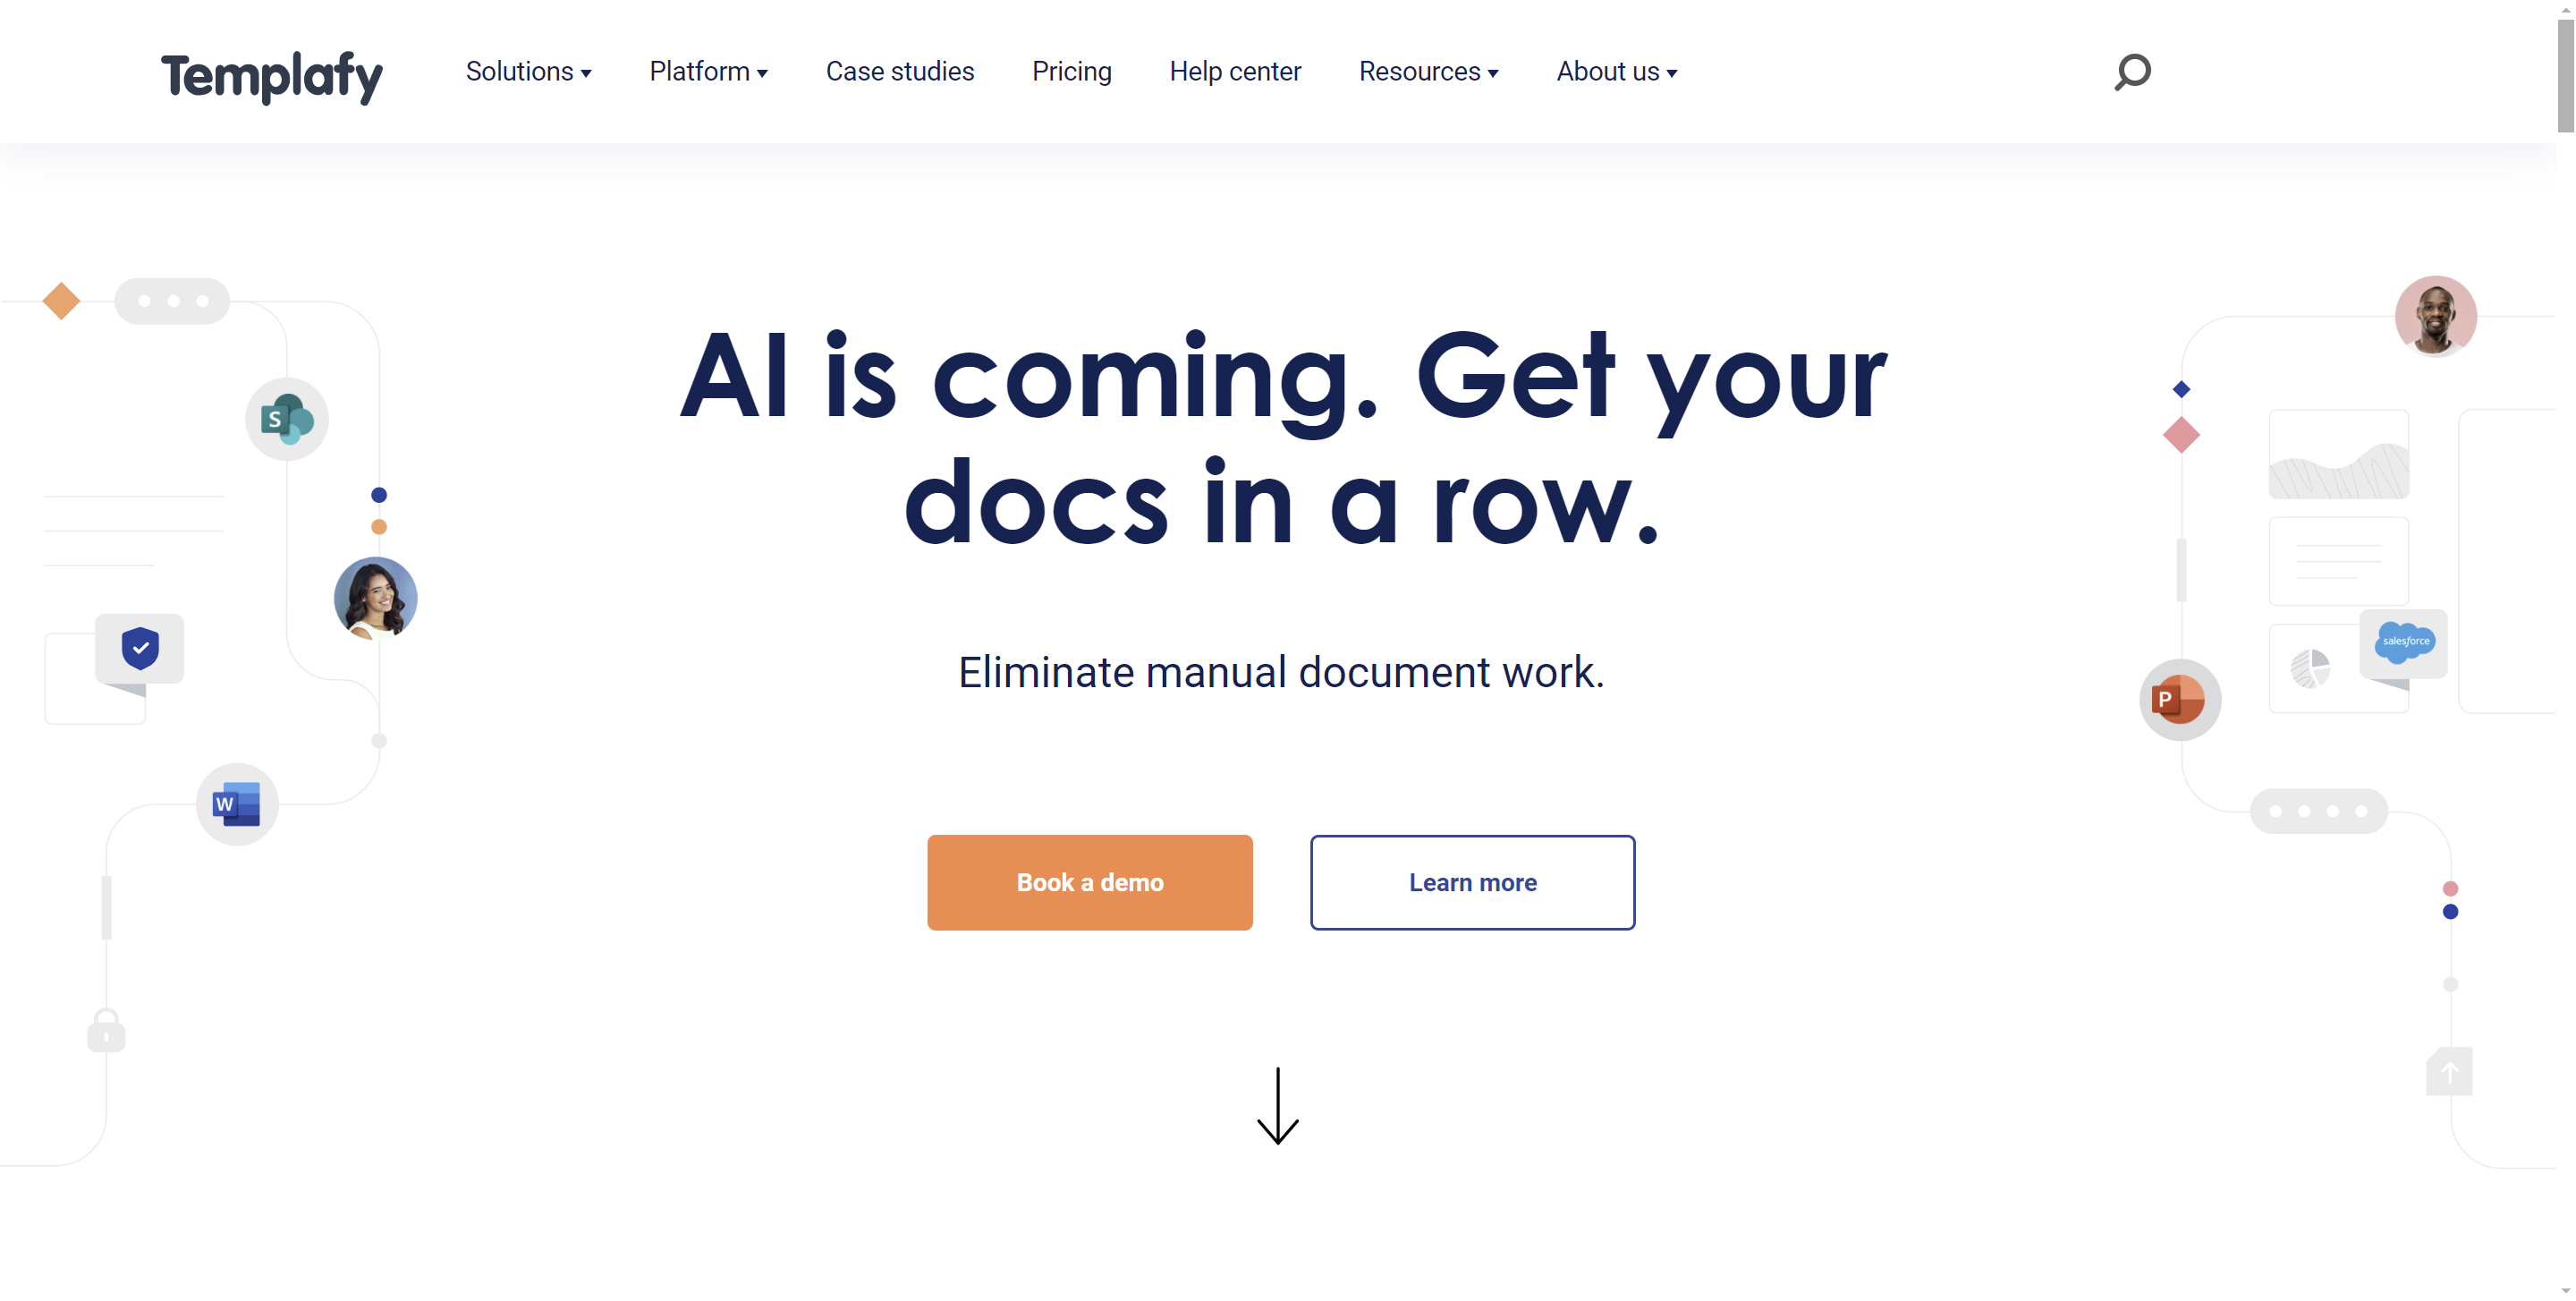 Templafy
Solutions Platform Case studies Pricing Help center Resources About us
AI is coming. Get your
docs in a row.
Eliminate manual document work.
Book a demo Learn more
S
W
salesforce
P